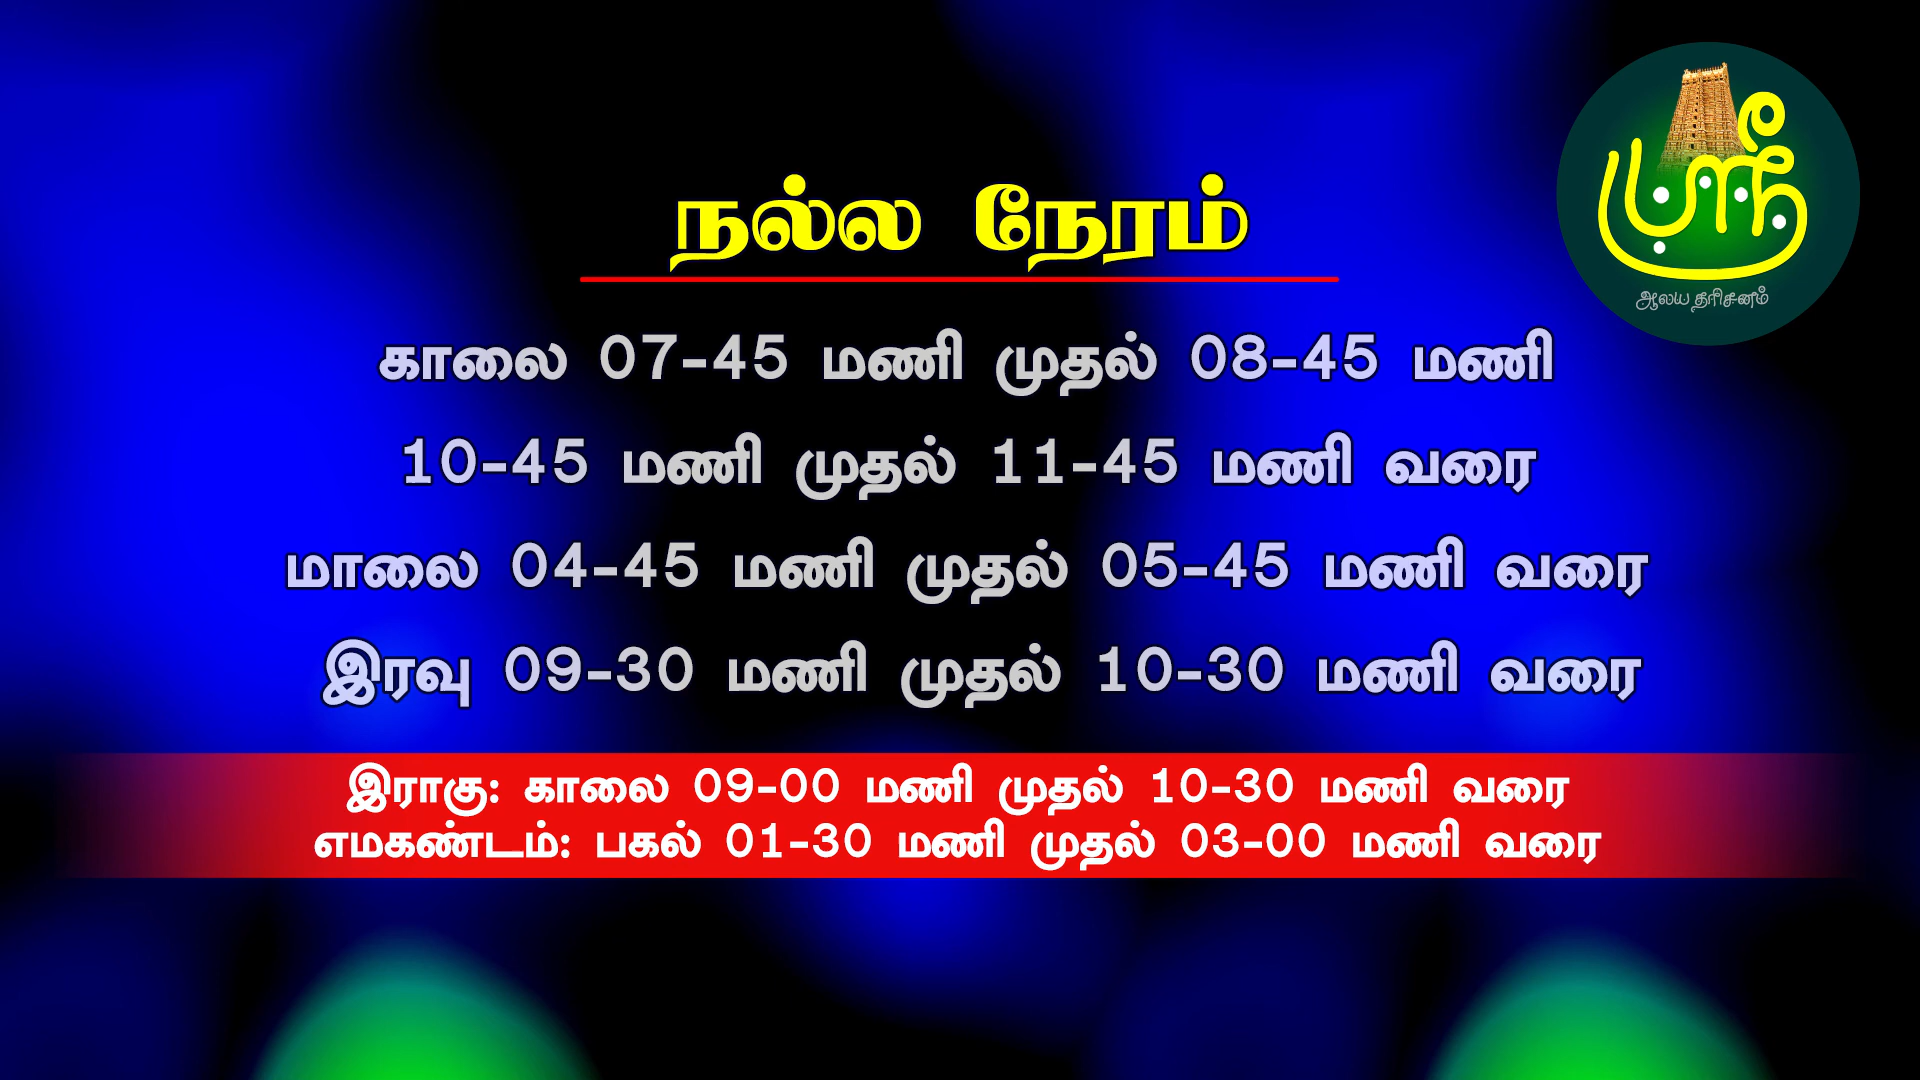 நல்ல நேரம்
ஸ்ரீ
ஆலய தரிசனம்
காலை 07-45 மணி முதல் 08-45 மணி
10-45 மணி முதல் 11-45 மணி வரை
மாலை 04-45 மணி முதல் 05-45 மணி வரை
இரவு 09-30 மணி முதல் 10-30 மணி வரை
இராகு: காலை 09-00 மணி முதல் 10-30 மணி வரை
எமகண்டம்: பகல் 01-30 மணி முதல் 03-00 மணி வரை